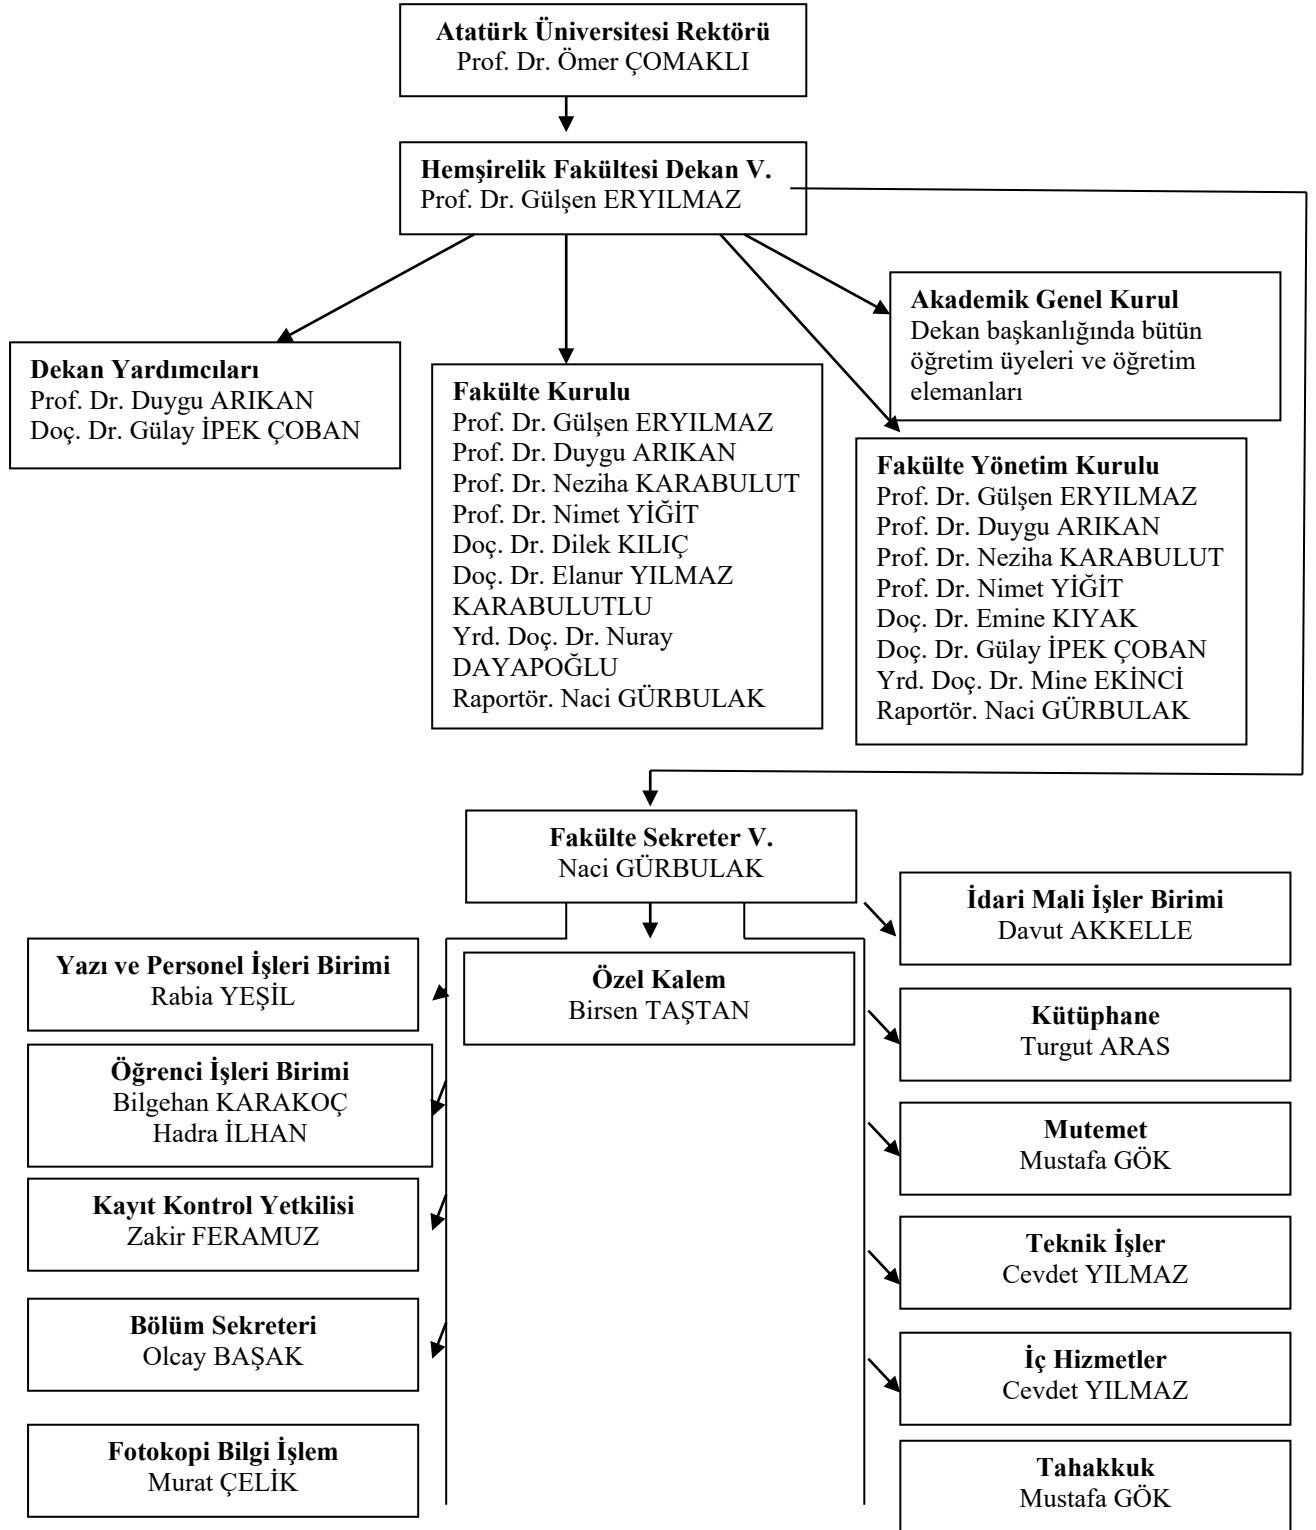 Atatürk Üniversitesi Rektörü
Prof. Dr. Ömer ÇOMAKLI
Hemşirelik Fakültesi Dekan V.
Prof. Dr. Gülşen ERYILMAZ
Akademik Genel Kurul
Dekan başkanlığında bütün
öğretim üyeleri ve öğretim
elemanları
Dekan Yardımcıları
Prof. Dr. Duygu ARIKAN
Doç. Dr. Gülay İPEK ÇOBAN
Fakülte Kurulu
Prof. Dr. Gülşen ERYILMAZ
Prof. Dr. Duygu ARIKAN
Prof. Dr. Neziha KARABULUT
Prof. Dr. Nimet YİĞİT
Doç. Dr. Dilek KILIÇ
Doç. Dr. Elanur YILMAZ
KARABULUTLU
Yrd. Doç. Dr. Nuray
DAYAPOĞLU
Raportör. Naci GÜRBULAK
Fakülte Yönetim Kurulu
Prof. Dr. Gülşen ERYILMAZ
Prof. Dr. Duygu ARIKAN
Prof. Dr. Neziha KARABULUT
Prof. Dr. Nimet YİĞİT
Doç. Dr. Emine KIYAK
Doç. Dr. Gülay İPEK ÇOBAN
Yrd. Doç. Dr. Mine EKİNCİ
Raportör. Naci GÜRBULAK
Fakülte Sekreter V.
Naci GÜRBULAK
Yazı ve Personel İşleri Birimi
Rabia YEŞİL
Öğrenci İşleri Birimi
Bilgehan KARAKOÇ
Hadra İLHAN
Kayıt Kontrol Yetkilisi
Zakir FERAMUZ
Bölüm Sekreteri
Olcay BAŞAK
Fotokopi Bilgi İşlem
Murat ÇELİK
Özel Kalem
Birsen TAŞTAN
İdari Mali İşler Birimi
Davut AKKELLE
Kütüphane
Turgut ARAS
Mutemet
Mustafa GÖK
Teknik İşler
Cevdet YILMAZ
İç Hizmetler
Cevdet YILMAZ
Tahakkuk
Mustafa GÖK